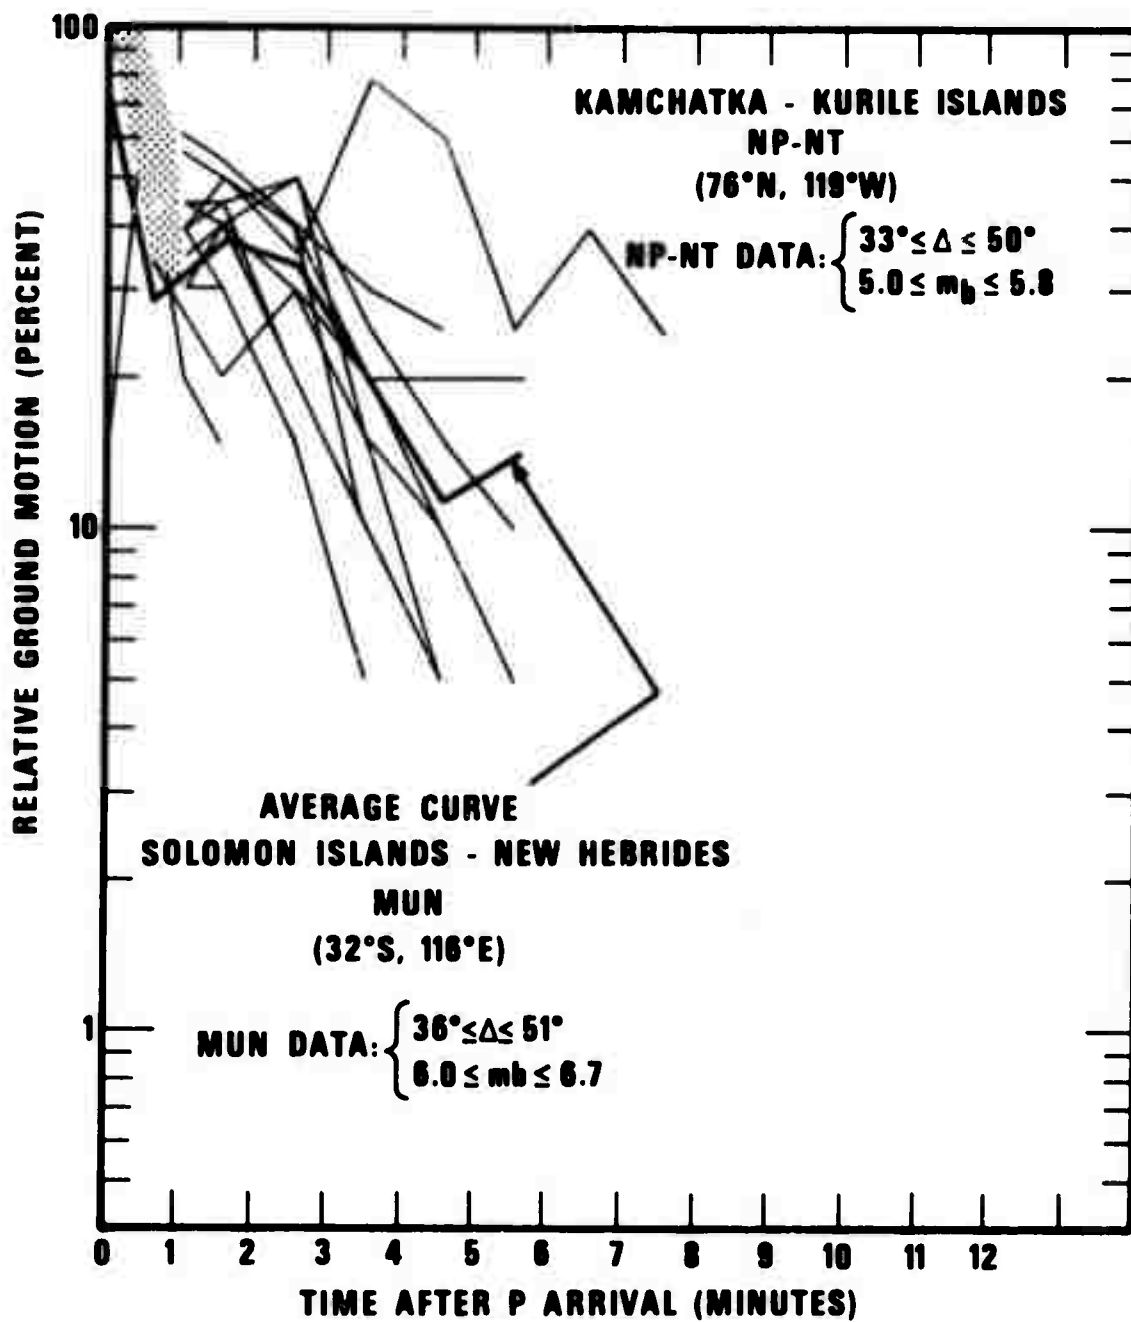 100
KAMCHATKA - KURILE ISLANDS
NP-NT
(76°N, 119°W)
NP-NT DATA: 33° ≤ Δ ≤ 50°
5.0 ≤ mb ≤ 5.8
RELATIVE GROUND MOTION (PERCENT)
10
AVERAGE CURVE
SOLOMON ISLANDS - NEW HEBRIDES
MUN
(32°S, 116°E)
1
MUN DATA: 36° ≤ Δ ≤ 51°
6.0 ≤ mb ≤ 6.7
0 1 2 3 4 5 6 7 8 9 10 11 12
TIME AFTER P ARRIVAL (MINUTES)